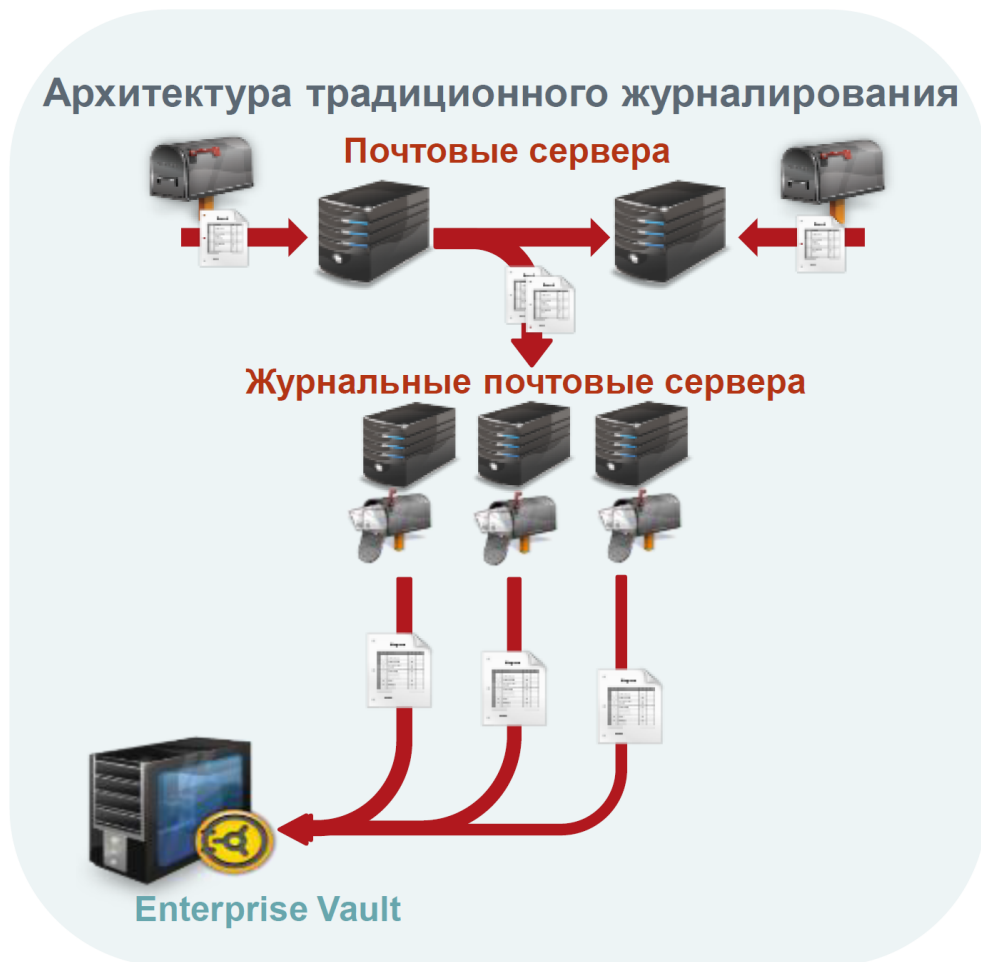 Архитектура традиционного журналирования
Почтовые сервера
Журнальные почтовые сервера
Enterprise Vault